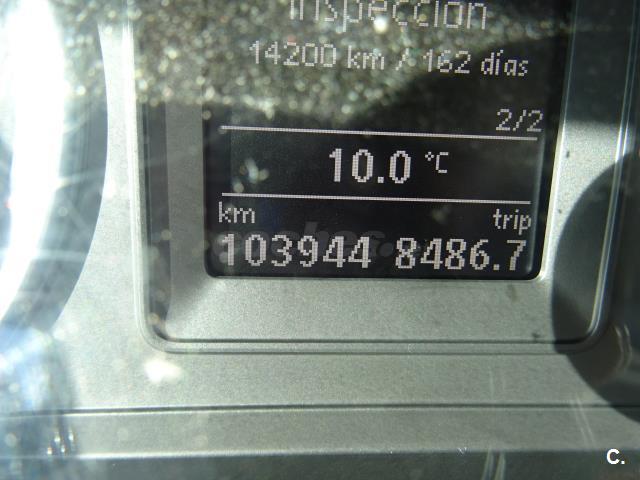 Inspección
14200 km / 162 días
2/2
10.0 °C
km trip
103944 8486.7
C.